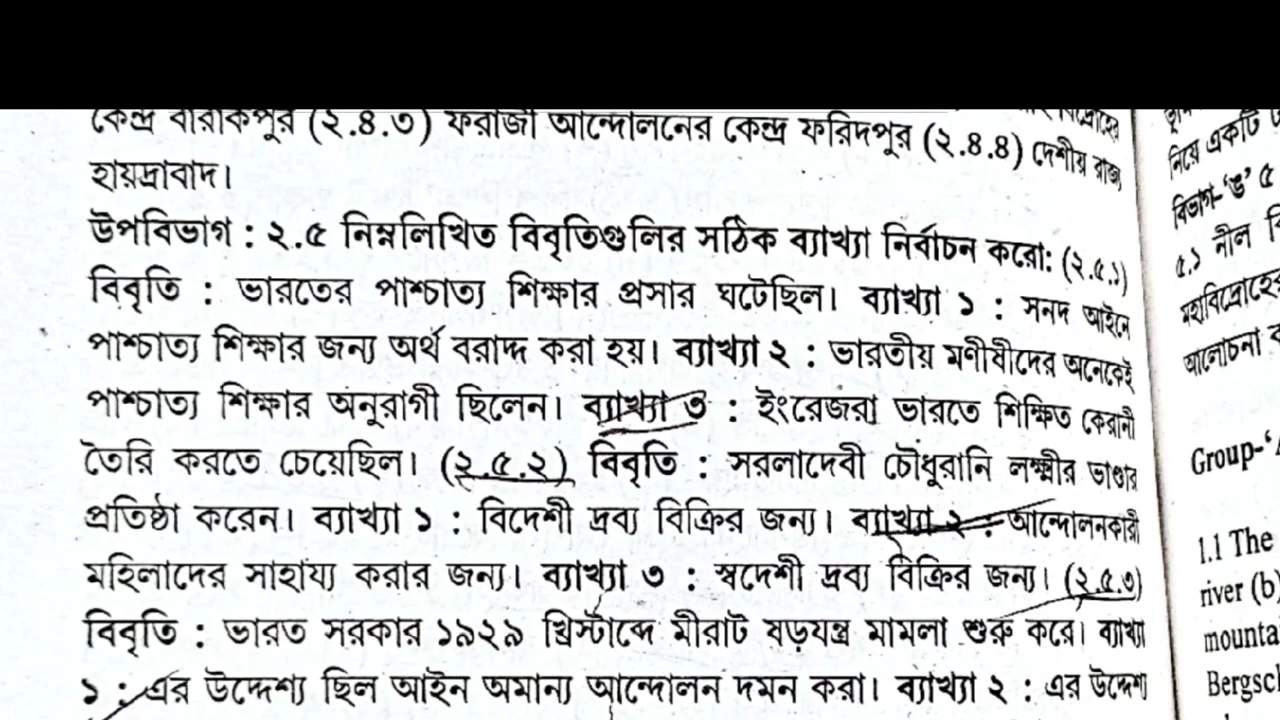 কেন্দ্র বারাকপুর (২.৪.৩) ফরাজী আন্দোলনের কেন্দ্র ফরিদপুর (২.৪.৪) দেশীয় রাজ্য
হায়দ্রাবাদ।
উপবিভাগ : ২.৫ নিম্নলিখিত বিবৃতিগুলির সঠিক ব্যাখ্যা নির্বাচন করো: (২.৫.১)
বিবৃতি : ভারতের পাশ্চাত্য শিক্ষার প্রসার ঘটেছিল। ব্যাখ্যা ১ : সনদ আইনে
পাশ্চাত্য শিক্ষার জন্য অর্থ বরাদ্দ করা হয়। ব্যাখ্যা ২ : ভারতীয় মণীষীদের অনেকেই
পাশ্চাত্য শিক্ষার অনুরাগী ছিলেন। ব্যাখ্যা ৩ : ইংরেজরা ভারতে শিক্ষিত কেরানী
তৈরি করতে চেয়েছিল। (২.৫.২) বিবৃতি : সরলাদেবী চৌধুরানি লক্ষ্মীর ভাণ্ডার
প্রতিষ্ঠা করেন। ব্যাখ্যা ১ : বিদেশী দ্রব্য বিক্রির জন্য। ব্যাখ্যা ২ : আন্দোলনকারী
মহিলাদের সাহায্য করার জন্য। ব্যাখ্যা ৩ : স্বদেশী দ্রব্য বিক্রির জন্য। (২.৫.৩)
বিবৃতি : ভারত সরকার ১৯২৯ খ্রিস্টাব্দে মীরাট ষড়যন্ত্র মামলা শুরু করে। ব্যাখ্যা
১ : এর উদ্দেশ্য ছিল আইন অমান্য আন্দোলন দমন করা। ব্যাখ্যা ২ : এর উদ্দেশ্য
নিয়ে একটি
বিভাগ-‘ঙ’ ৫
৫.১ নীল
মহাবিদ্রোহের
আলোচনা
Group-‘
1.1 The
river (b)
mounta
Bergsc